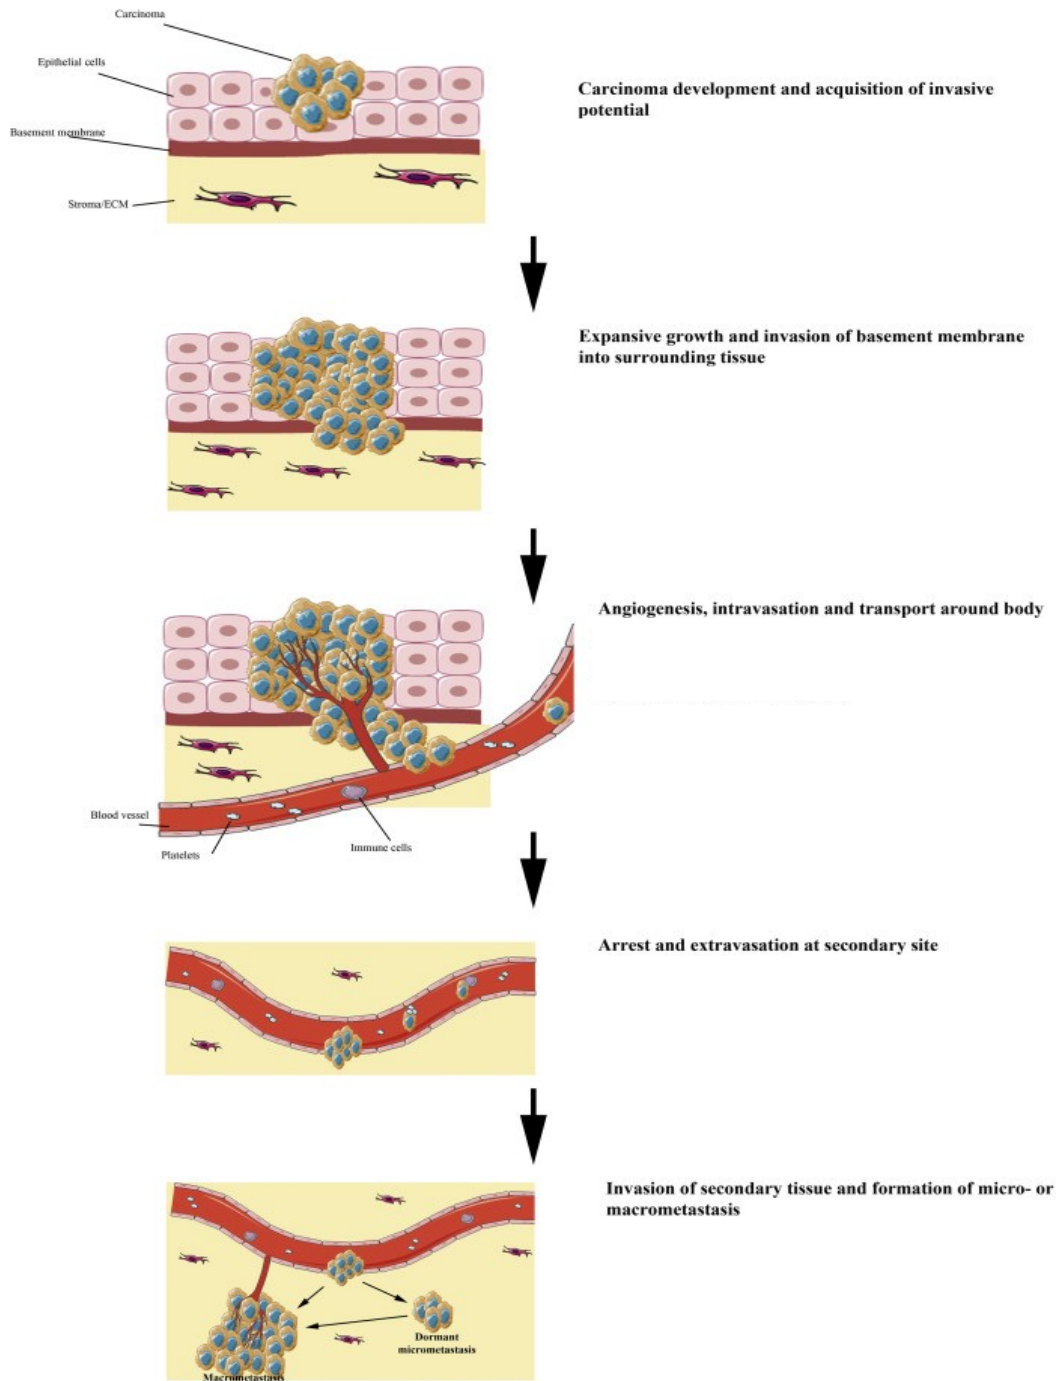 Carcinoma
Epithelial cells
Carcinoma development and acquisition of invasive
potential
Basement membrane
Stroma/ECM
Expansive growth and invasion of basement membrane
into surrounding tissue
Angiogenesis, intravasation and transport around body
Blood vessel
Platelets
Immune cells
Arrest and extravasation at secondary site
Invasion of secondary tissue and formation of micro- or
macrometastasis
Dormant
micrometastasis
Macrometastasis